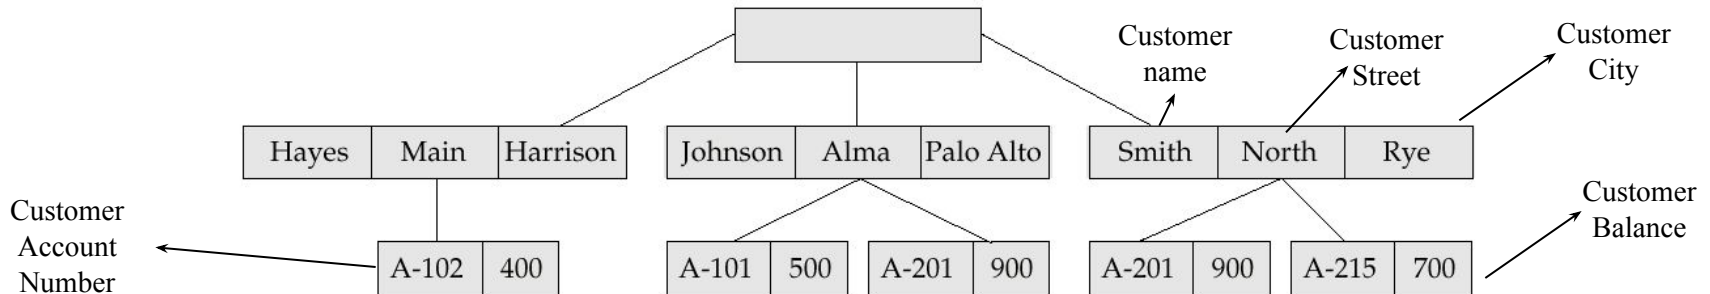 Customer
name
Customer
Street
Customer
City
Hayes Main Harrison
Johnson Alma Palo Alto
Smith North Rye
Customer
Account
Number
Customer
Balance
A-102 400
A-101 500
A-201 900
A-201 900
A-215 700